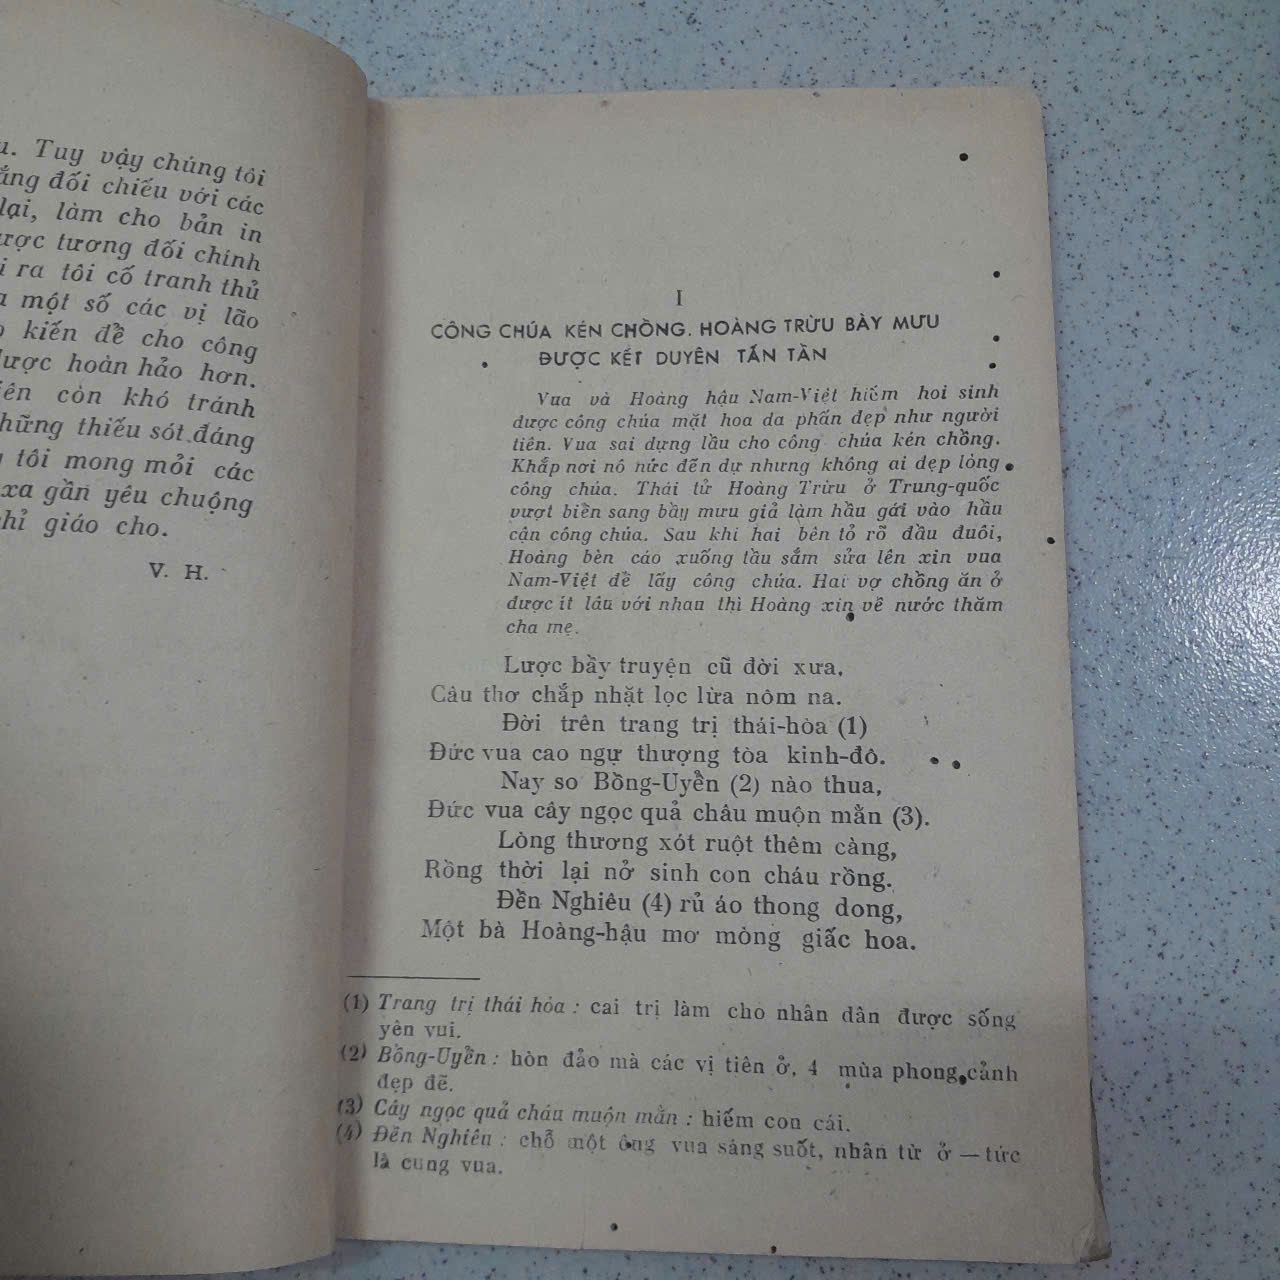 Tuy vậy chúng tôi
đối chiếu với các
lại, làm cho bản in
tương đối chính
ra tôi cố tranh thủ
một số các vị lão
kiến để cho công
được hoàn hảo hơn.
còn khó tránh
những thiếu sót đáng
tôi mong mỏi các
xa gần yêu chuộng
chỉ giáo cho.
V. H.
I
CÔNG CHÚA KÉN CHỒNG. HOÀNG TRỪU BÀY MƯU
ĐƯỢC KẾT DUYÊN TẤN TẦN
Vua và Hoàng hậu Nam-Việt hiếm hoi sinh
được công chúa mặt hoa da phấn đẹp như người
tiên. Vua sai dựng lầu cho công chúa kén chồng.
Khắp nơi nô nức đến dự nhưng không ai đẹp lòng
công chúa. Thái tử Hoàng Trừu ở Trung-quốc
vượt biển sang bầy mưu giả làm hầu gái vào hầu
cận công chúa. Sau khi hai bên tỏ rõ đầu đuôi,
Hoàng bèn cáo xuống tầu sắm sửa lên xin vua
Nam-Việt để lấy công chúa. Hai vợ chồng ăn ở
được ít lâu với nhau thì Hoàng xin về nước thăm
cha mẹ.
Lược bầy truyện cũ đời xưa,
Câu thơ chắp nhặt lọc lừa nôm na.
Đời trên trang trị thái-hòa (1)
Đức vua cao ngự thượng tòa kinh-đô.
Nay so Bồng-Uyển (2) nào thua,
Đức vua cây ngọc quả châu muộn mằn (3).
Lòng thương xót ruột thêm càng,
Rồng thời lại nở sinh con cháu rồng.
Đền Nghiêu (4) rủ áo thong dong,
Một bà Hoàng-hậu mơ mòng giấc hoa.
(1) Trang trị thái hòa : cai trị làm cho nhân dân được sống
yên vui.
(2) Bồng-Uyển : hòn đảo mà các vị tiên ở, 4 mùa phong cảnh
đẹp đẽ.
(3) Cây ngọc quả châu muộn mằn : hiếm con cái.
(4) Đền Nghiêu : chỗ một ông vua sáng suốt, nhân từ ở — tức
là cung vua.